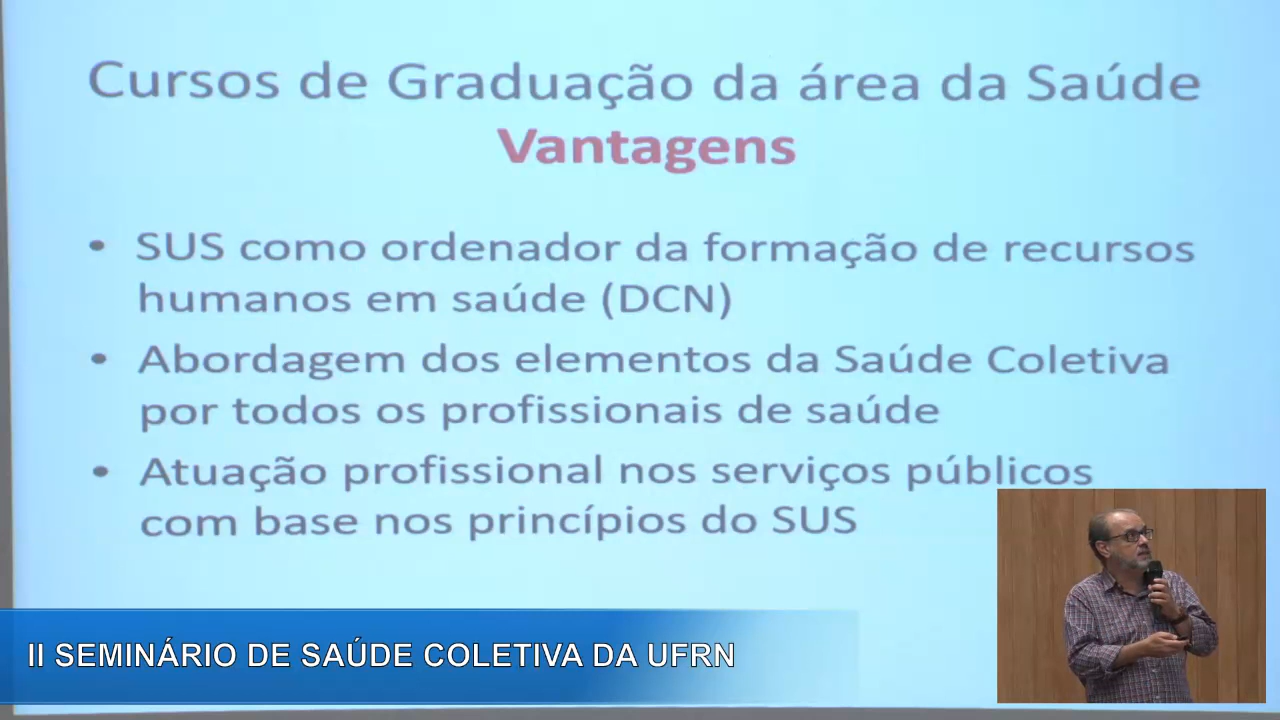 Cursos de Graduação da área da Saúde
Vantagens
• SUS como ordenador da formação de recursos
humanos em saúde (DCN)
• Abordagem dos elementos da Saúde Coletiva
por todos os profissionais de saúde
• Atuação profissional nos serviços públicos
com base nos princípios do SUS
II SEMINÁRIO DE SAÚDE COLETIVA DA UFRN